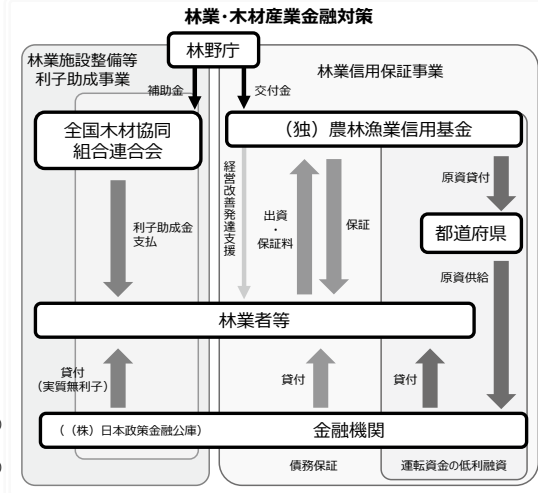 林業・木材産業金融対策
林業施設整備等
利子助成事業
林野庁
林業信用保証事業
補助金
交付金
全国木材協同
組合連合会
（独）農林漁業信用基金
利子助成金
支払
経営改善発達支援
出資
・
保証料
保証
原資貸付
都道府県
原資供給
林業者等
貸付
（実質無利子）
貸付
貸付
（（株）日本政策金融公庫）
金融機関
債務保証
運転資金の低利融資